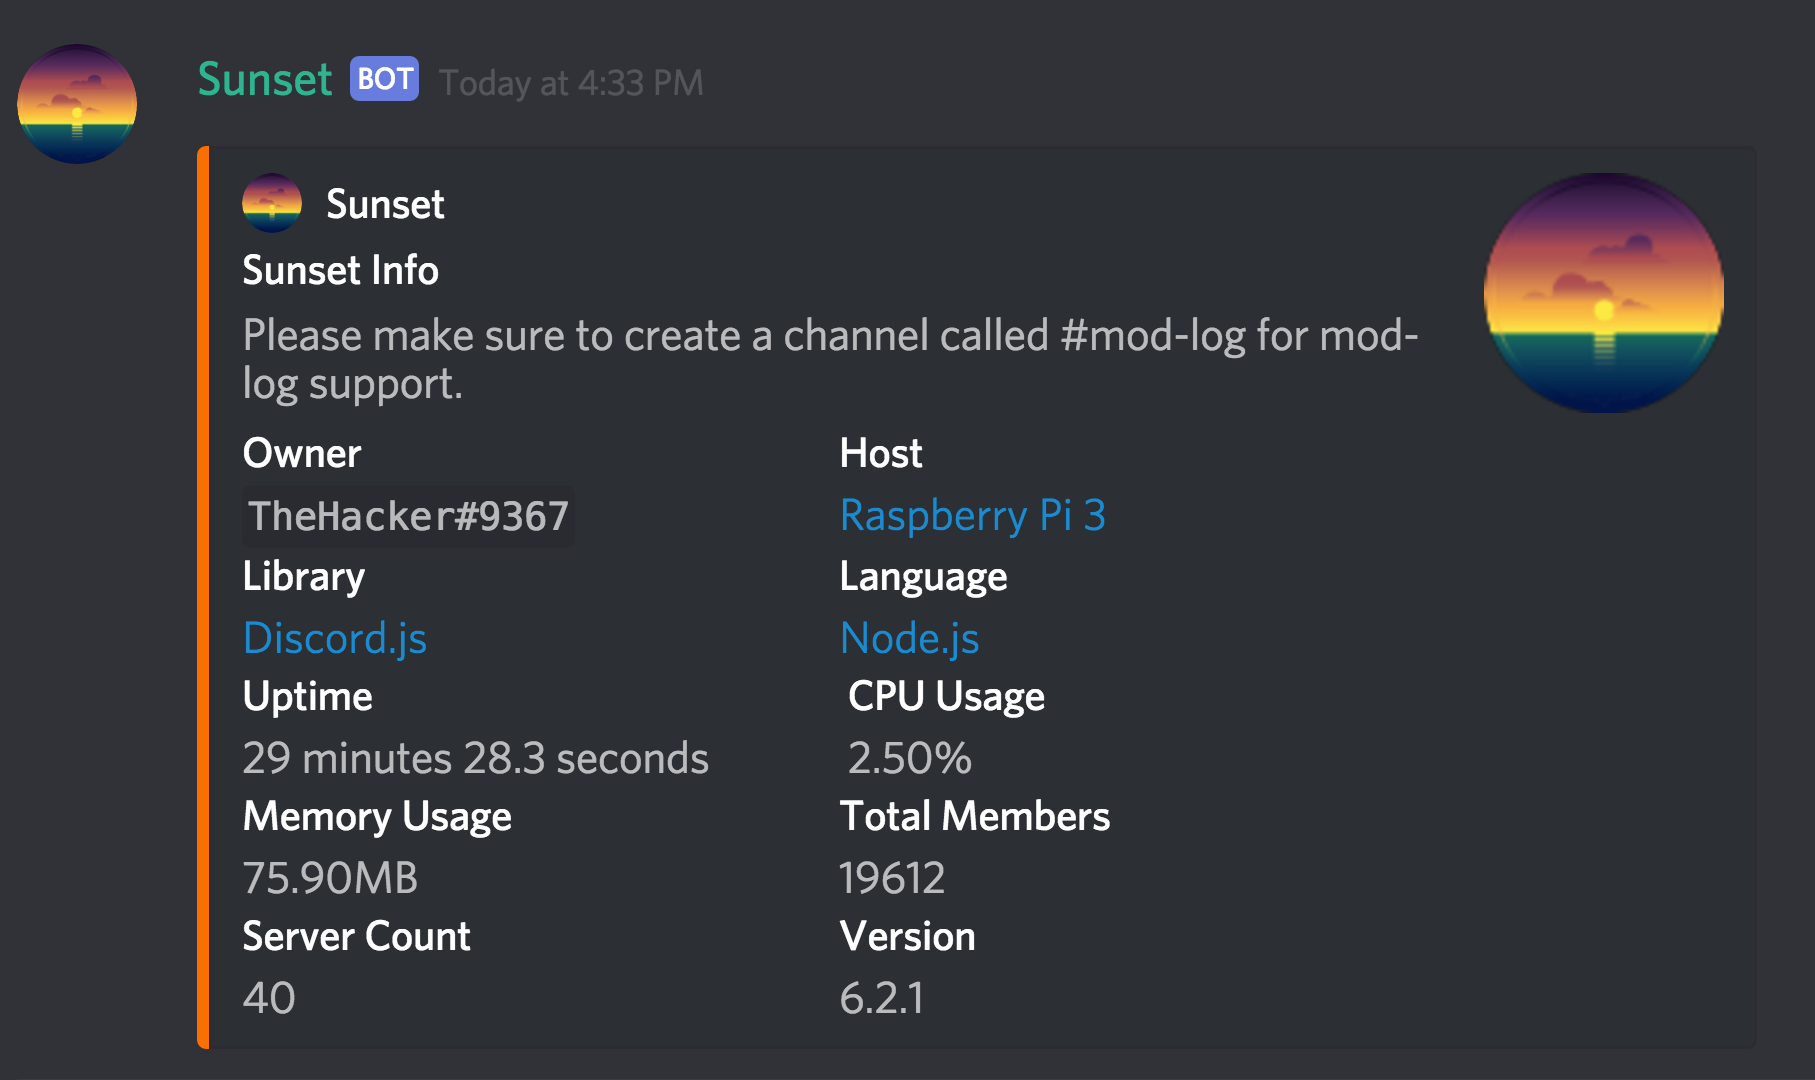 Sunset BOT Today at 4:33 PM
Sunset
Sunset Info
Please make sure to create a channel called #mod-log for mod-
log support.
Owner Host
TheHacker#9367 Raspberry Pi 3
Library Language
Discord.js Node.js
Uptime CPU Usage
29 minutes 28.3 seconds 2.50%
Memory Usage Total Members
75.90MB 19612
Server Count Version
40 6.2.1